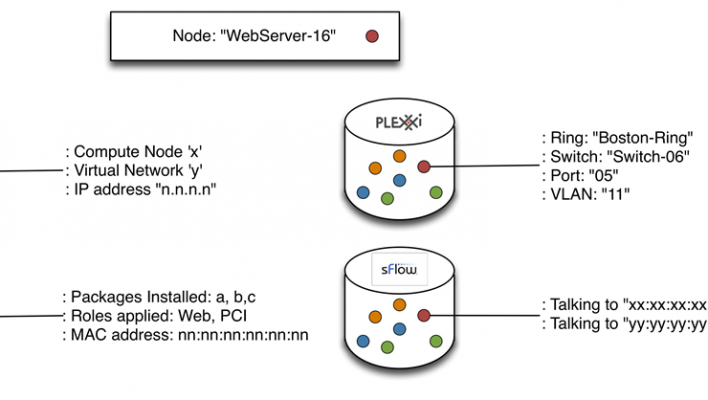 Node: "WebServer-16"
PLEXXi
: Compute Node 'x'
: Virtual Network 'y'
: IP address "n.n.n.n"
: Ring: "Boston-Ring"
: Switch: "Switch-06"
: Port: "05"
: VLAN: "11"
sFlow
: Packages Installed: a, b,c
: Roles applied: Web, PCI
: MAC address: nn:nn:nn:nn:nn:nn
: Talking to "xx:xx:xx:xx
: Talking to "yy:yy:yy:yy